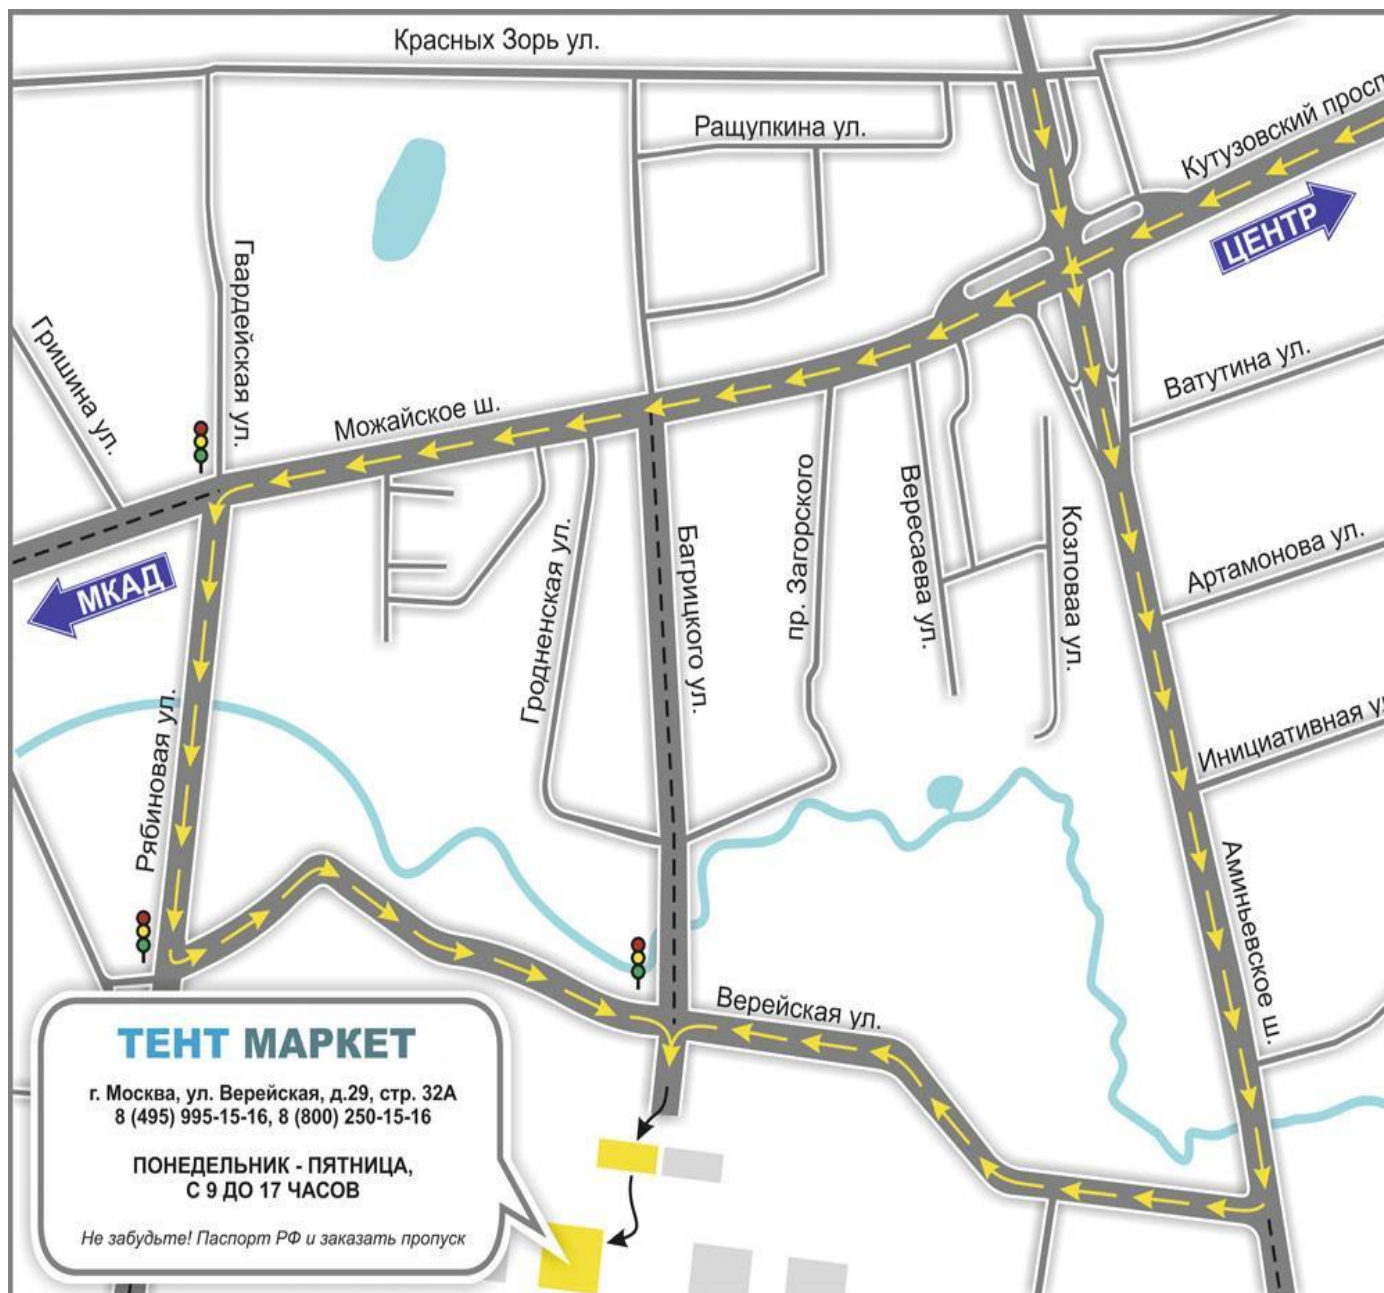 Красных Зорь ул.
Ращупкина ул.
Кутузовский просп
ЦЕНТР
Гвардейская ул.
Гришина ул.
Можайское ш.
Ватутина ул.
МКАД
Гродненская ул.
Багрицкого ул.
пр. Загорского
Вересаева ул.
Козловаа ул.
Артамонова ул.
Инициативная ул
Рябиновая ул.
Аминьевское ш.
Верейская ул.
ТЕНТ МАРКЕТ
г. Москва, ул. Верейская, д.29, стр. 32А
8 (495) 995-15-16, 8 (800) 250-15-16
ПОНЕДЕЛЬНИК - ПЯТНИЦА,
С 9 ДО 17 ЧАСОВ
Не забудьте! Паспорт РФ и заказать пропуск